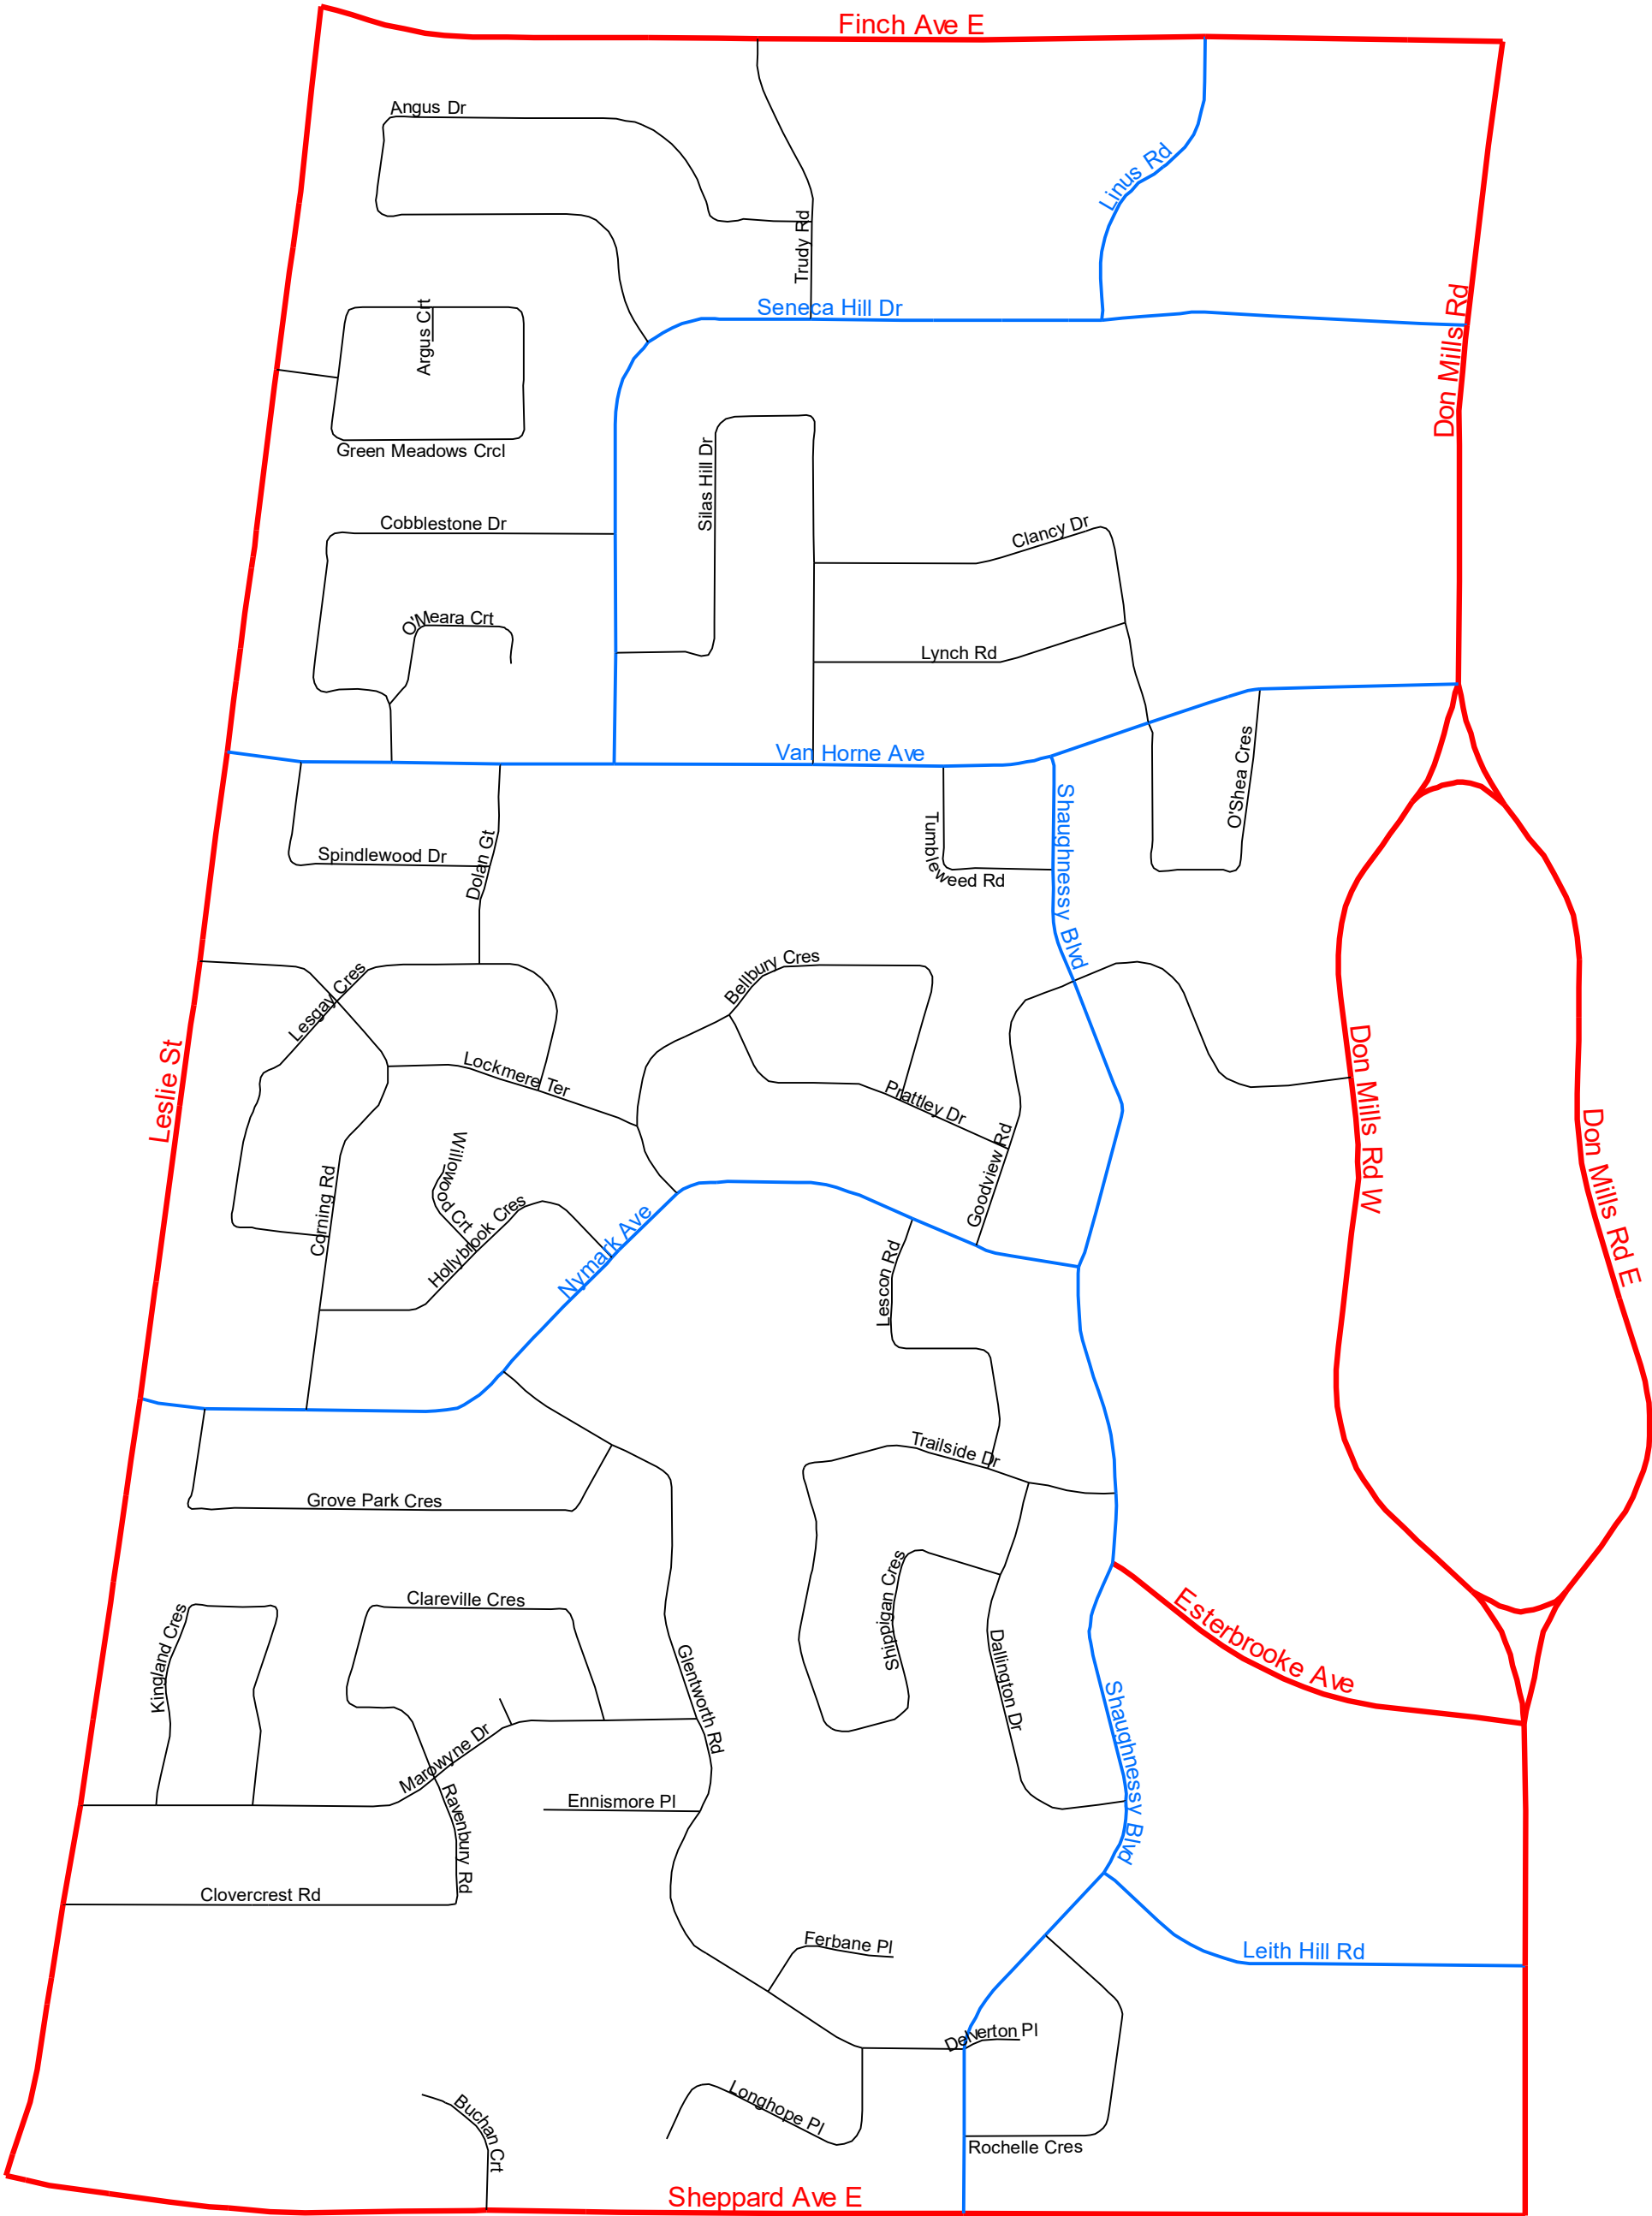 Finch Ave E
Angus Dr
Linus Rd
Trudy Rd
Seneca Hill Dr
Don Mills Rd
Argus Crt
Green Meadows Crcl
Silas Hill Dr
Cobblestone Dr
Clancy Dr
O'Meara Crt
Lynch Rd
Van Horne Ave
O'Shea Cres
Shaughnessy Blvd
Tumbleweed Rd
Spindlewood Dr
Dolan Gt
Bellbury Cres
Lesgay Cres
Leslie St
Lockmere Ter
Prattley Dr
Don Mills Rd W
Don Mills Rd E
Willowood Crt
Goodview Rd
Corning Rd
Hollybrook Cres
Nymark Ave
Lescon Rd
Trailside Dr
Grove Park Cres
Shippigan Cres
Clareville Cres
Kingland Cres
Esterbrooke Ave
Glentworth Rd
Dallington Dr
Shaughnessy Blvd
Marowyne Dr
Ennismore Pl
Ravenbury Rd
Clovercrest Rd
Ferbane Pl
Leith Hill Rd
Delverton Pl
Longhope Pl
Buchan Crt
Rochelle Cres
Sheppard Ave E